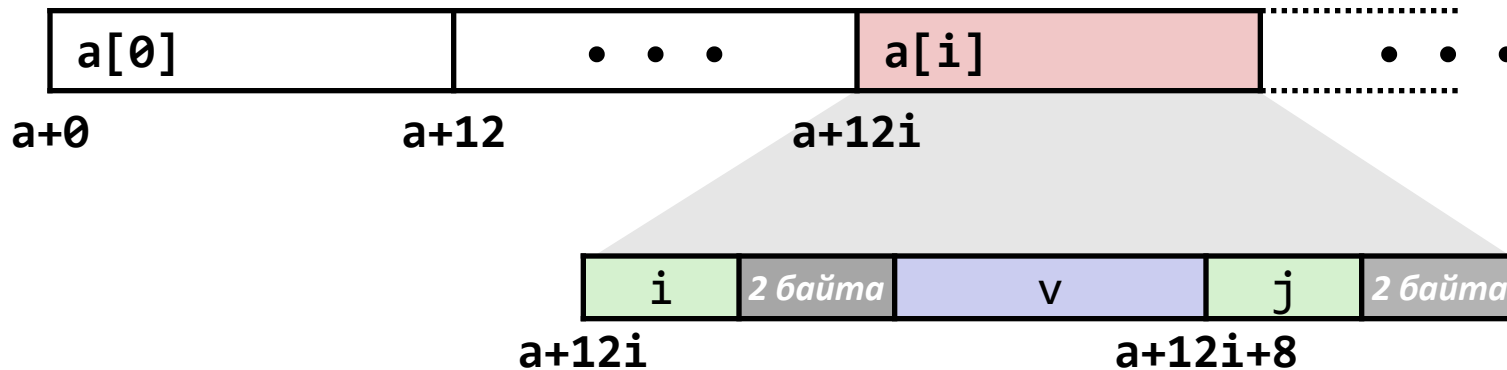 a[0] • • • a[i] • • •
a+0 a+12 a+12i
i 2 байта v j 2 байта
a+12i a+12i+8